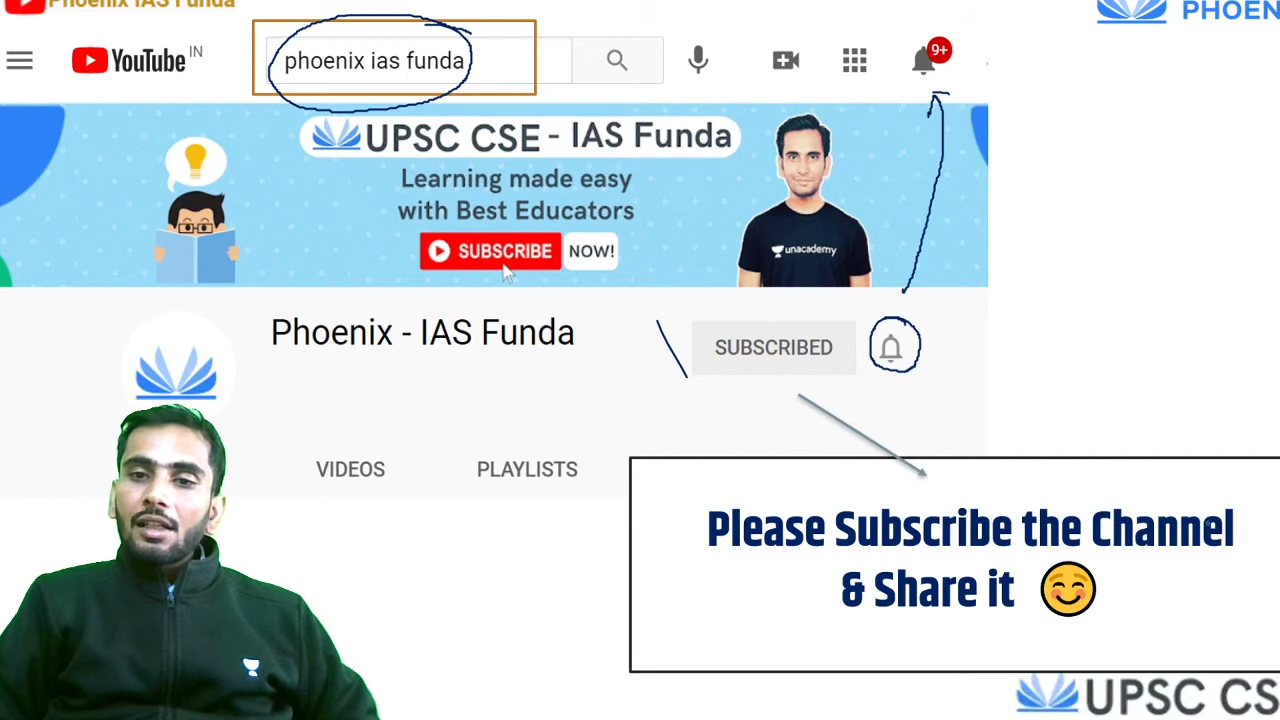 Phoenix IAS Funda
PHOEN
YouTube IN
phoenix ias funda
9+
UPSC CSE - IAS Funda
Learning made easy
with Best Educators
SUBSCRIBE NOW!
unacademy
Phoenix - IAS Funda
SUBSCRIBED
VIDEOS PLAYLISTS
Please Subscribe the Channel
& Share it
UPSC CS